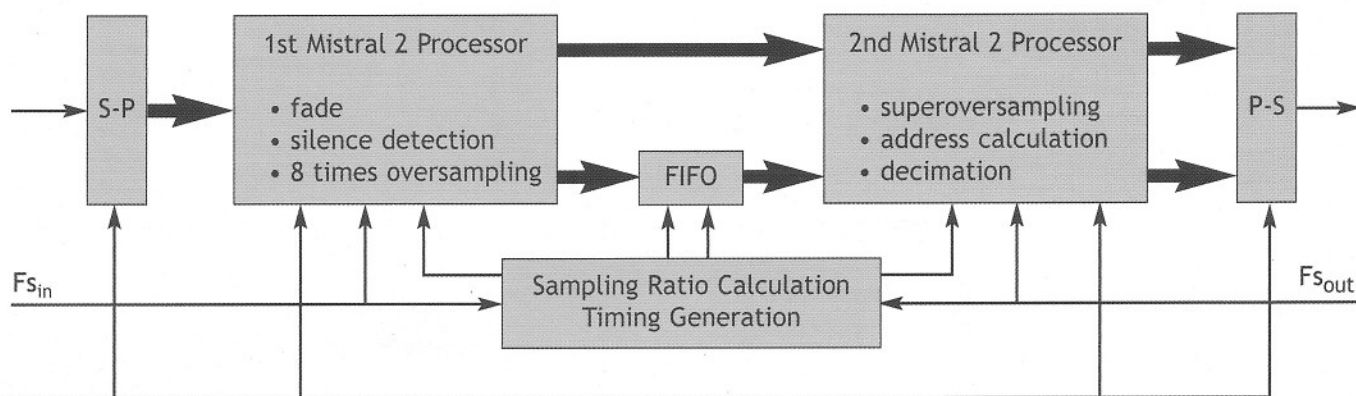 S-P
1st Mistral 2 Processor
• fade
• silence detection
• 8 times oversampling
FIFO
2nd Mistral 2 Processor
• superoversampling
• address calculation
• decimation
P-S
Fsin
Sampling Ratio Calculation
Timing Generation
Fsout